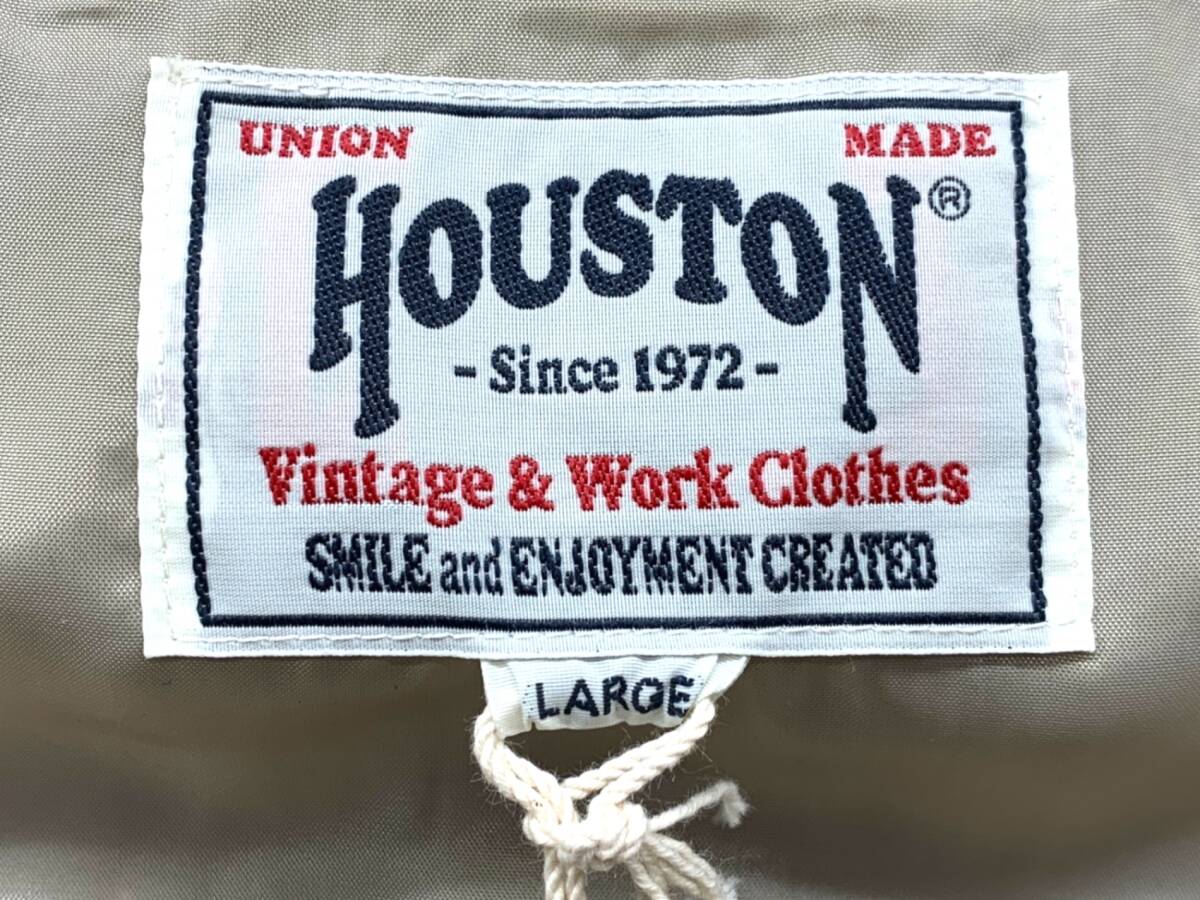 UNION MADE
HOUSTON®
- Since 1972 -
Vintage & Work Clothes
SMILE and ENJOYMENT CREATED
LARGE